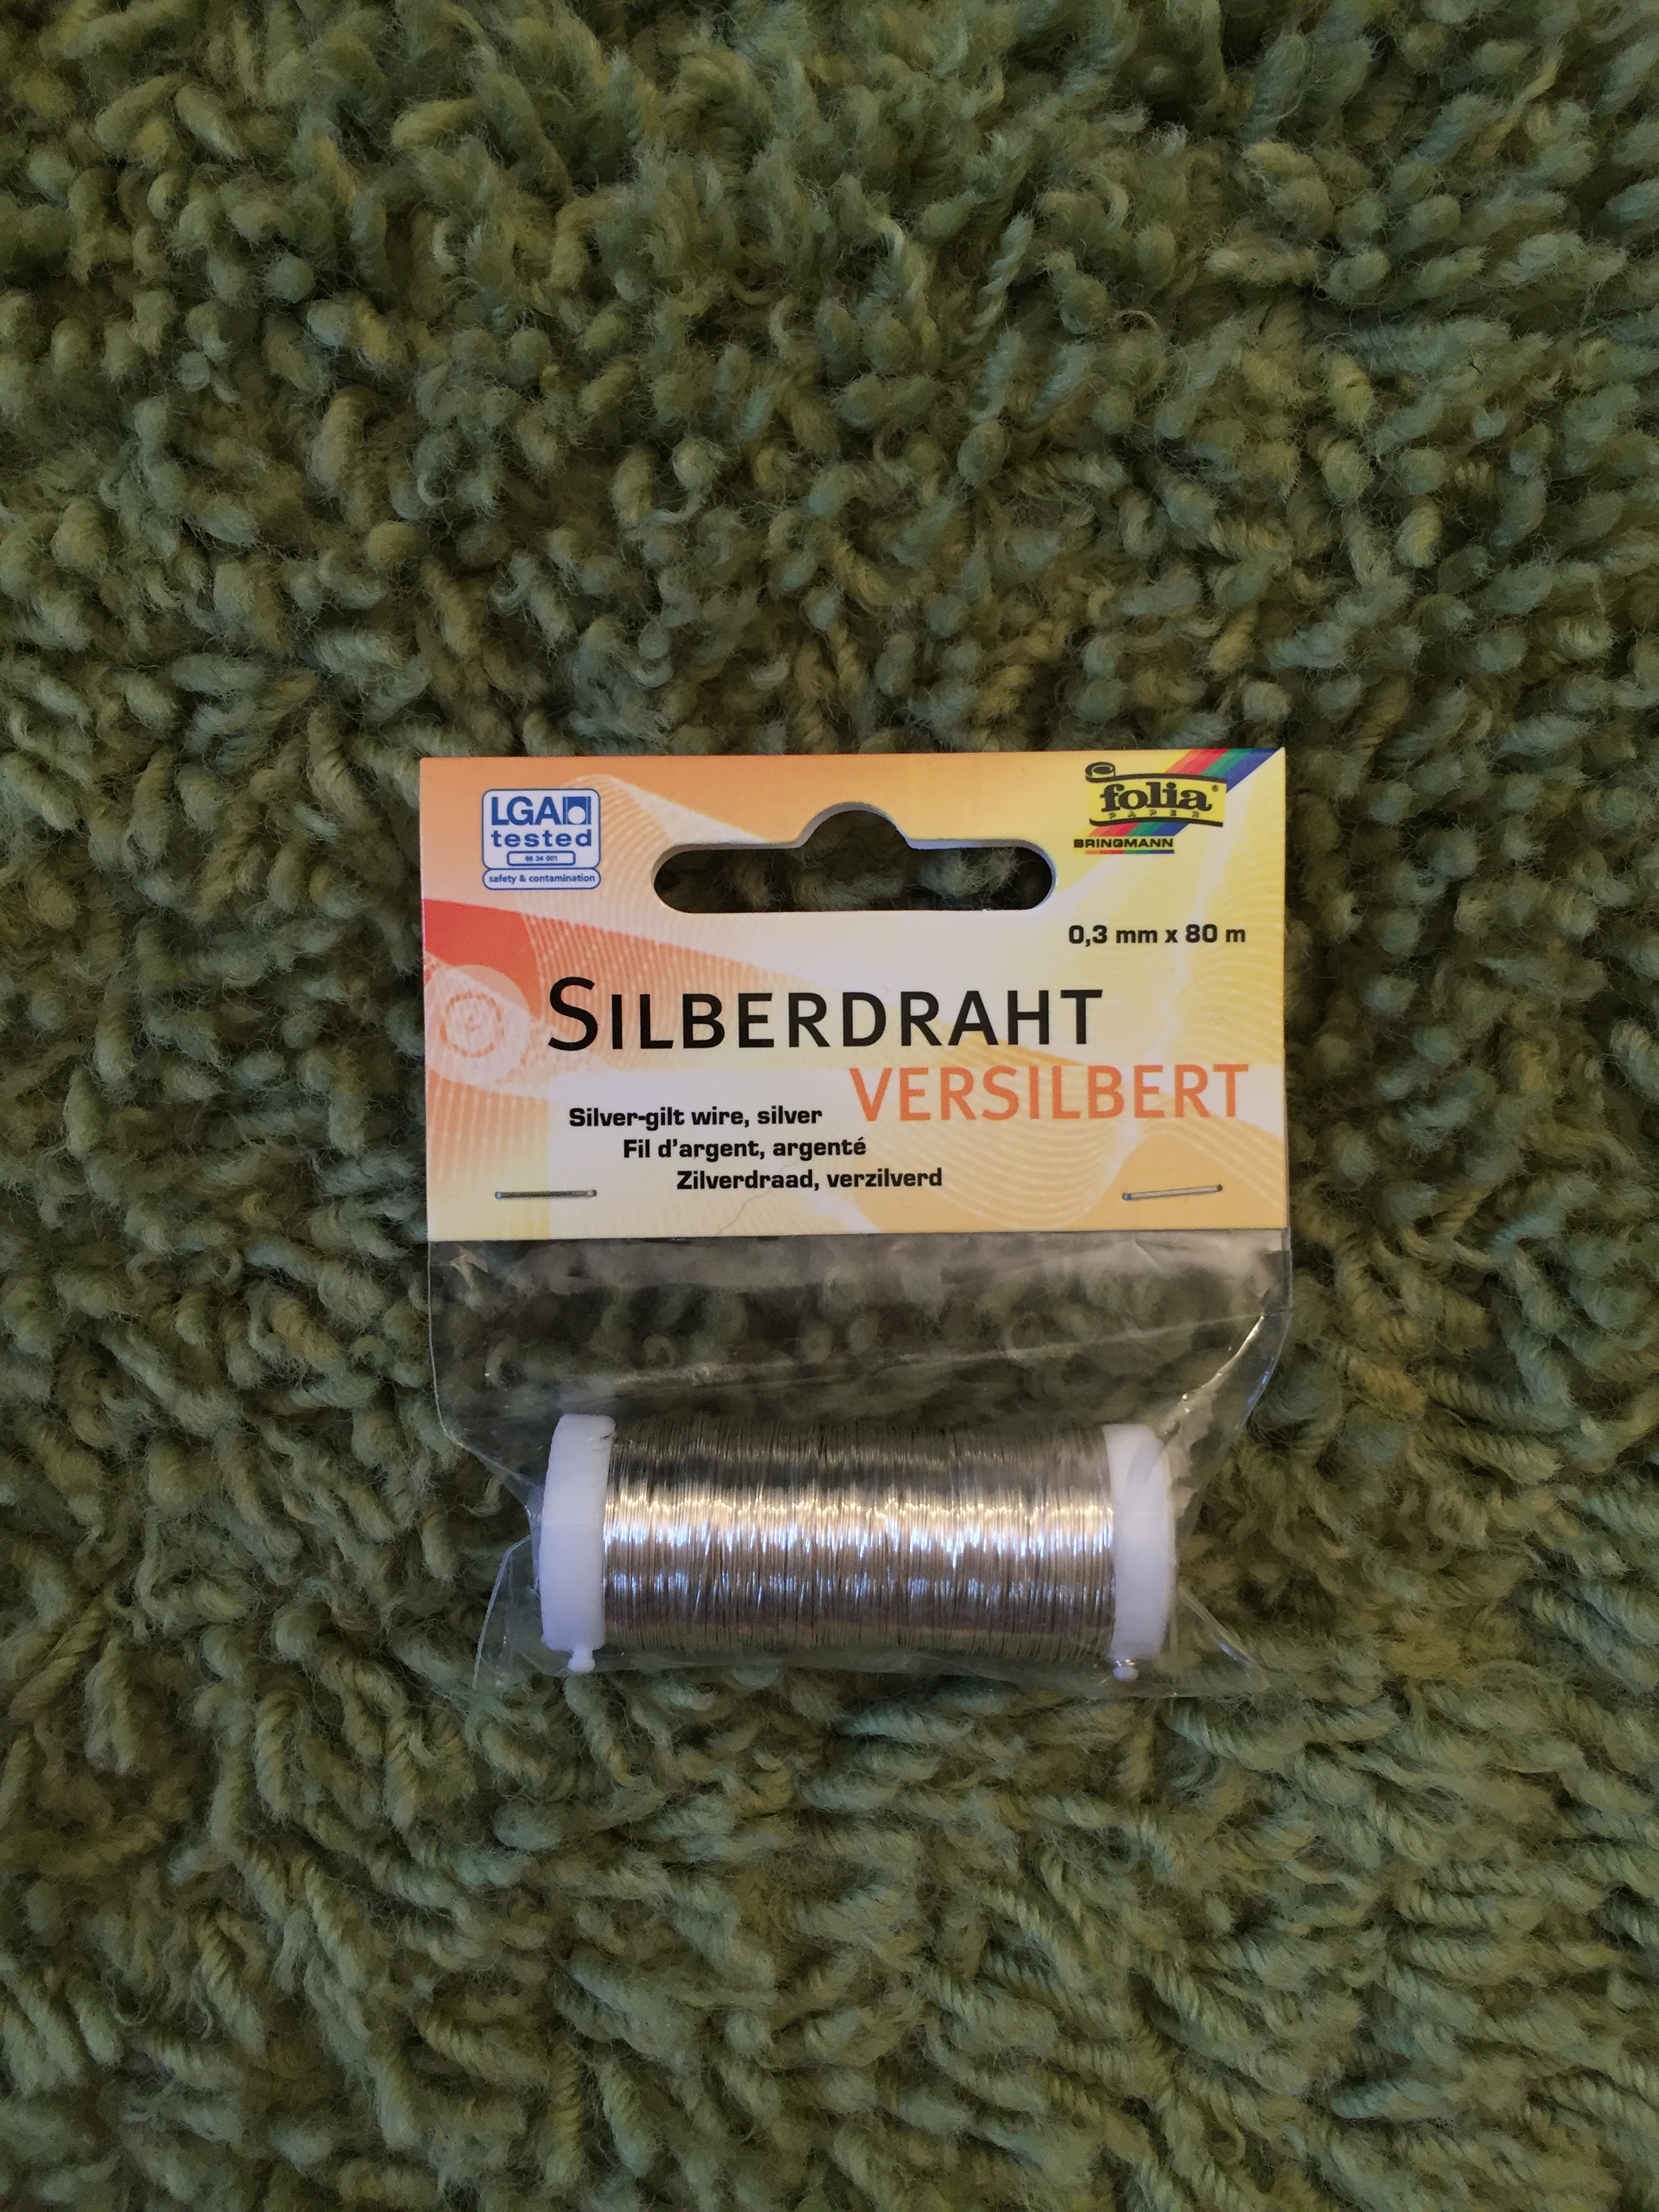 LGA
tested
safety & contamination
folia®
PAPER
BRINGMANN
0,3 mm x 80 m
SILBERDRAHT
VERSILBERT
Silver-gilt wire, silver
Fil d'argent, argenté
Zilverdraad, verzilverd